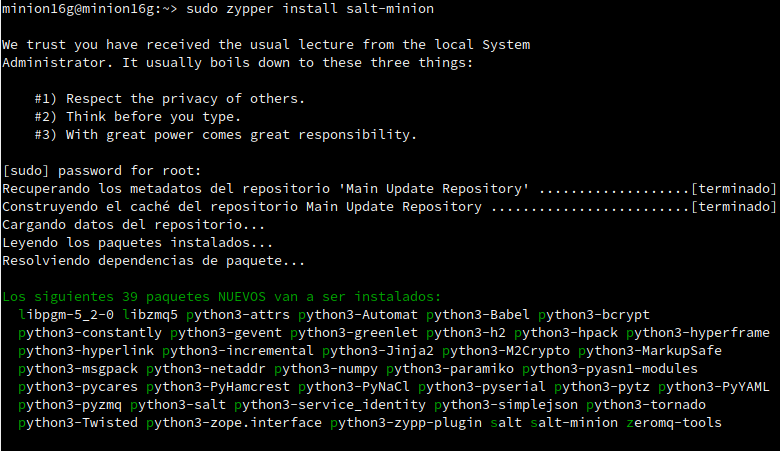 minion16g@minion16g:~> sudo zypper install salt-minion
We trust you have received the usual lecture from the local System
Administrator. It usually boils down to these three things:
#1) Respect the privacy of others.
#2) Think before you type.
#3) With great power comes great responsibility.
[sudo] password for root:
Recuperando los metadatos del repositorio 'Main Update Repository' ...................[terminado]
Construyendo el caché del repositorio Main Update Repository .........................[terminado]
Cargando datos del repositorio...
Leyendo los paquetes instalados...
Resolviendo dependencias de paquete...
Los siguientes 39 paquetes NUEVOS van a ser instalados:
libpgm-5_2-0 libzmq5 python3-attrs python3-Automat python3-Babel python3-bcrypt
python3-constantly python3-gevent python3-greenlet python3-h2 python3-hpack python3-hyperframe
python3-hyperlink python3-incremental python3-Jinja2 python3-M2Crypto python3-MarkupSafe
python3-msgpack python3-netaddr python3-numpy python3-paramiko python3-pyasn1-modules
python3-pycares python3-PyHamcrest python3-PyNaCl python3-pyserial python3-pytz python3-PyYAML
python3-pyzmq python3-salt python3-service_identity python3-simplejson python3-tornado
python3-Twisted python3-zope.interface python3-zypp-plugin salt salt-minion zeromq-tools